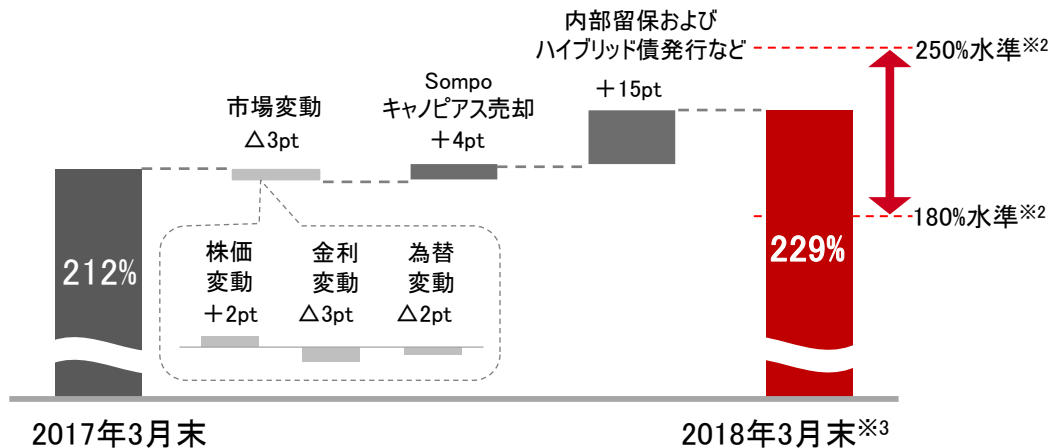 内部留保および
ハイブリッド債発行など
＋15pt
250%水準※2
Sompo
キャノピアス売却
＋4pt
市場変動
△3pt
180%水準※2
株価
変動
＋2pt
金利
変動
△3pt
為替
変動
△2pt
212%
229%
2017年3月末
2018年3月末※3